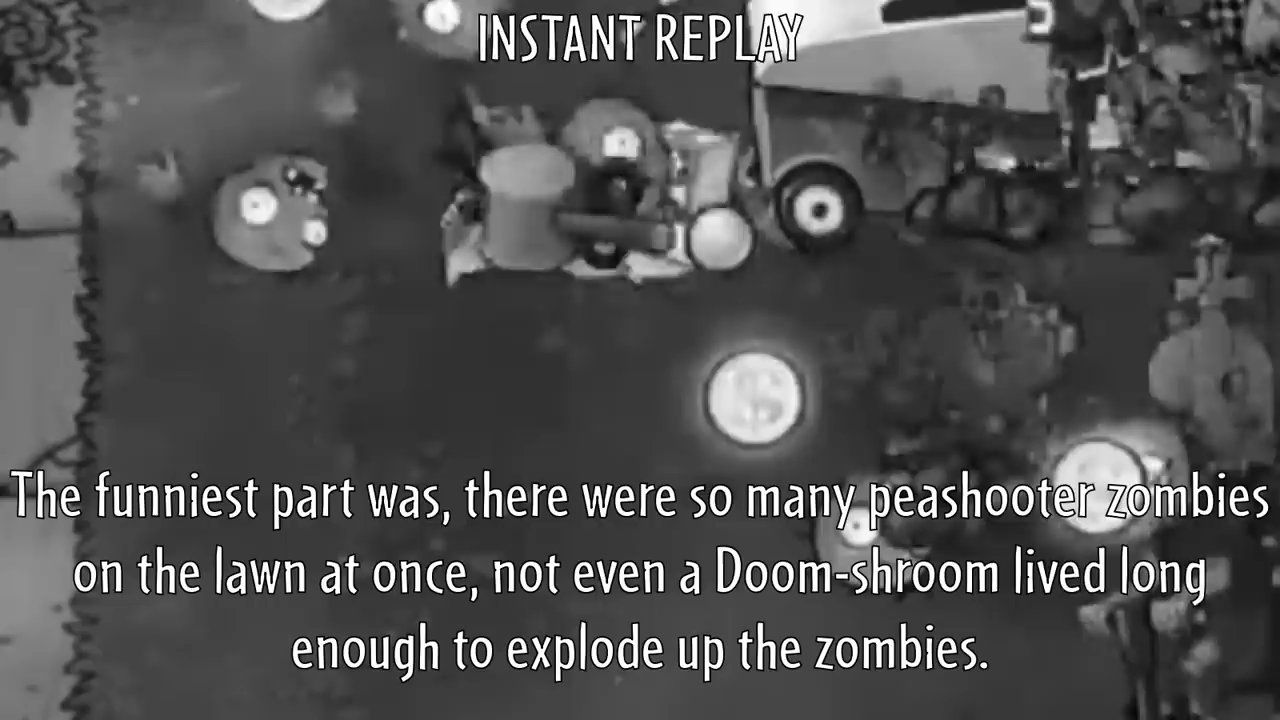 INSTANT REPLAY
The funniest part was, there were so many peashooter zombies
on the lawn at once, not even a Doom-shroom lived long
enough to explode up the zombies.